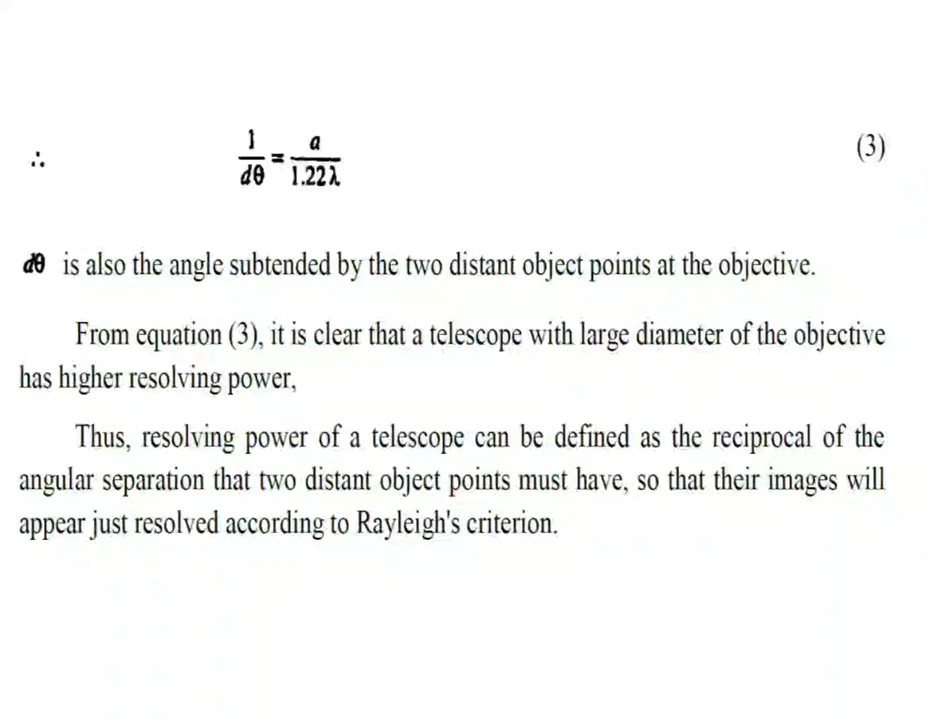 ∴ 1/dθ = a/1.22λ (3)
dθ is also the angle subtended by the two distant object points at the objective.
From equation (3), it is clear that a telescope with large diameter of the objective
has higher resolving power,
Thus, resolving power of a telescope can be defined as the reciprocal of the
angular separation that two distant object points must have, so that their images will
appear just resolved according to Rayleigh's criterion.